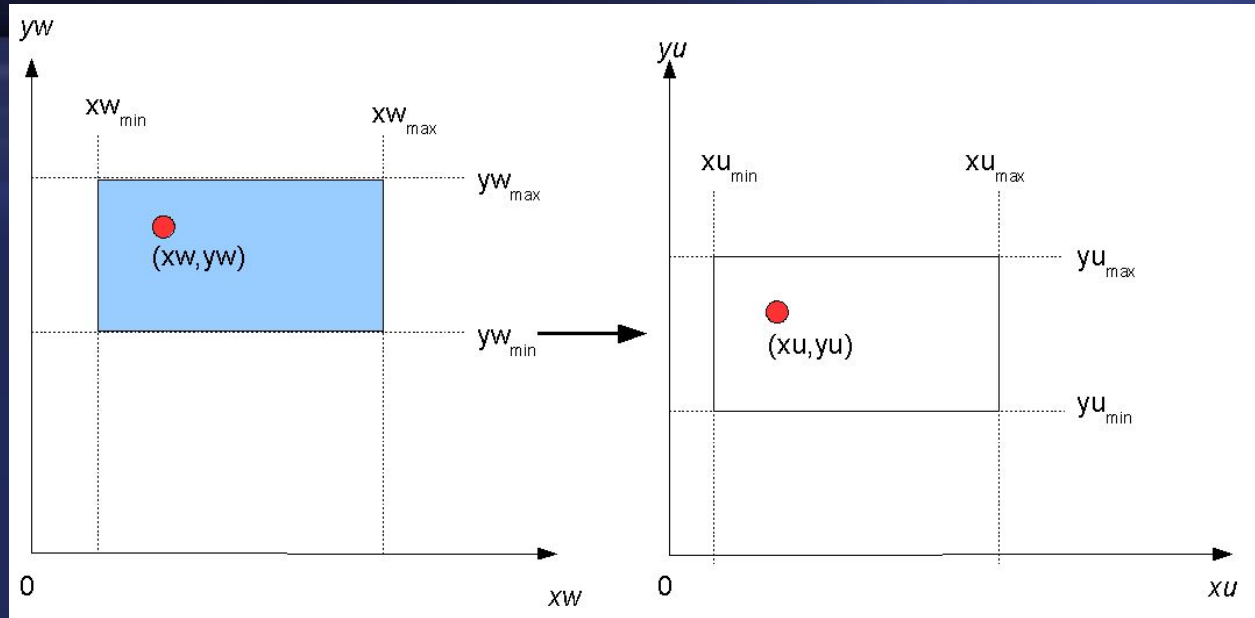 yw
xw min
xw max
yw max
(xw,yw)
yw min
0
xw
yu
xu min
xu max
yu max
(xu,yu)
yu min
0
xu